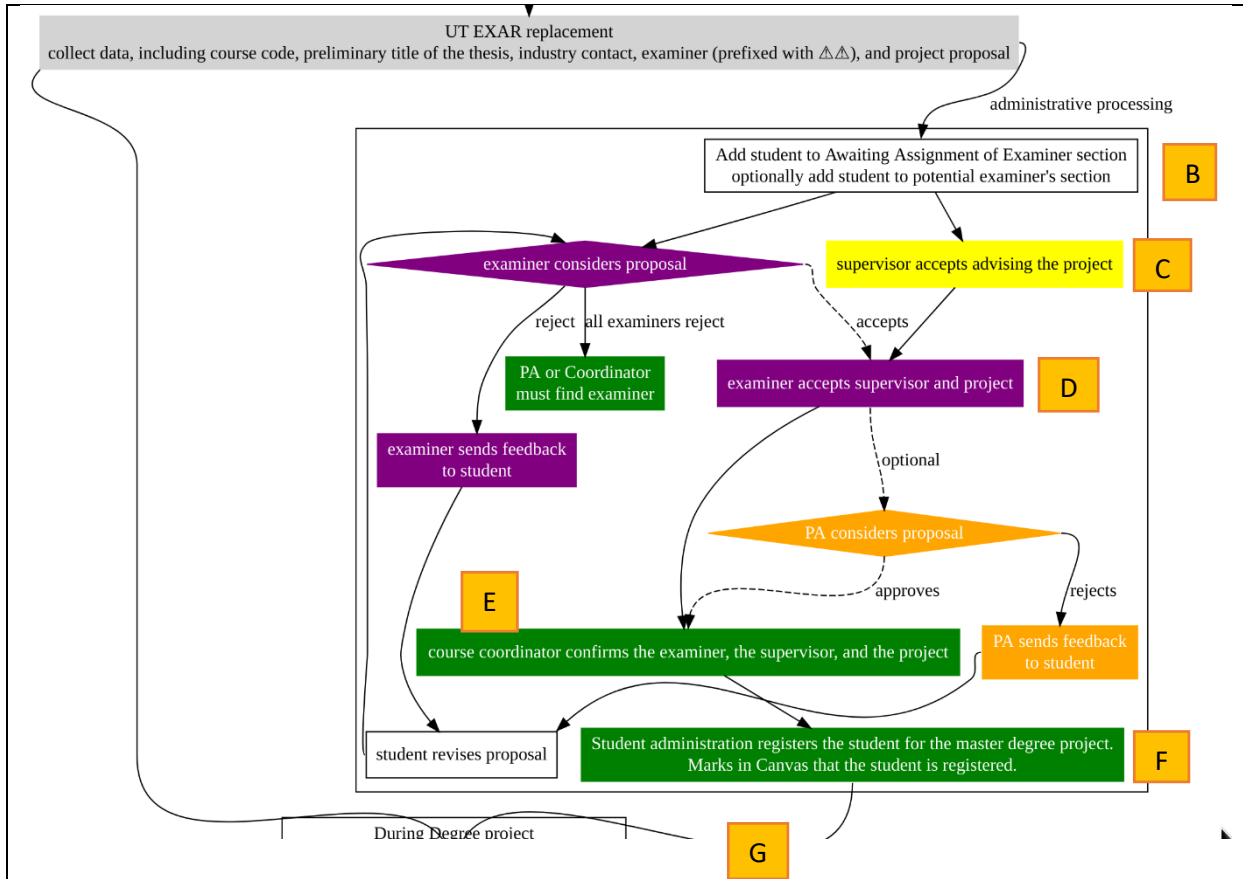 UT EXAR replacement
collect data, including course code, preliminary title of the thesis, industry contact, examiner (prefixed with ⚠⚠), and project proposal
administrative processing
Add student to Awaiting Assignment of Examiner section
optionally add student to potential examiner's section
B
examiner considers proposal
supervisor accepts advising the project
C
reject
all examiners reject
accepts
PA or Coordinator
must find examiner
examiner accepts supervisor and project
D
examiner sends feedback
to student
optional
PA considers proposal
E
approves
rejects
course coordinator confirms the examiner, the supervisor, and the project
PA sends feedback
to student
student revises proposal
Student administration registers the student for the master degree project.
Marks in Canvas that the student is registered.
F
During Degree project
G